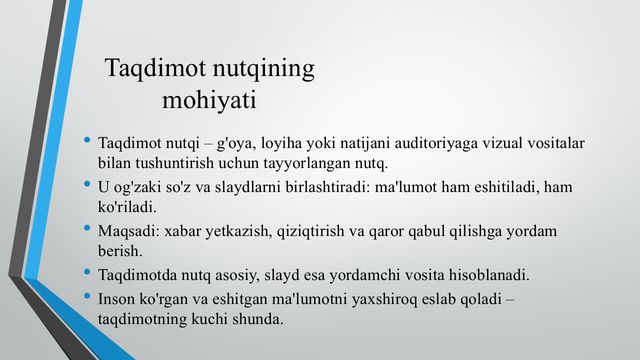 Taqdimot nutqining
mohiyati
• Taqdimot nutqi – g'oya, loyiha yoki natijani auditoriyaga vizual vositalar
bilan tushuntirish uchun tayyorlangan nutq.
• U og'zaki so'z va slaydlarni birlashtiradi: ma'lumot ham eshitiladi, ham
ko'riladi.
• Maqsadi: xabar yetkazish, qiziqtirish va qaror qabul qilishga yordam
berish.
• Taqdimotda nutq asosiy, slayd esa yordamchi vosita hisoblanadi.
• Inson ko'rgan va eshitgan ma'lumotni yaxshiroq eslab qoladi –
taqdimotning kuchi shunda.